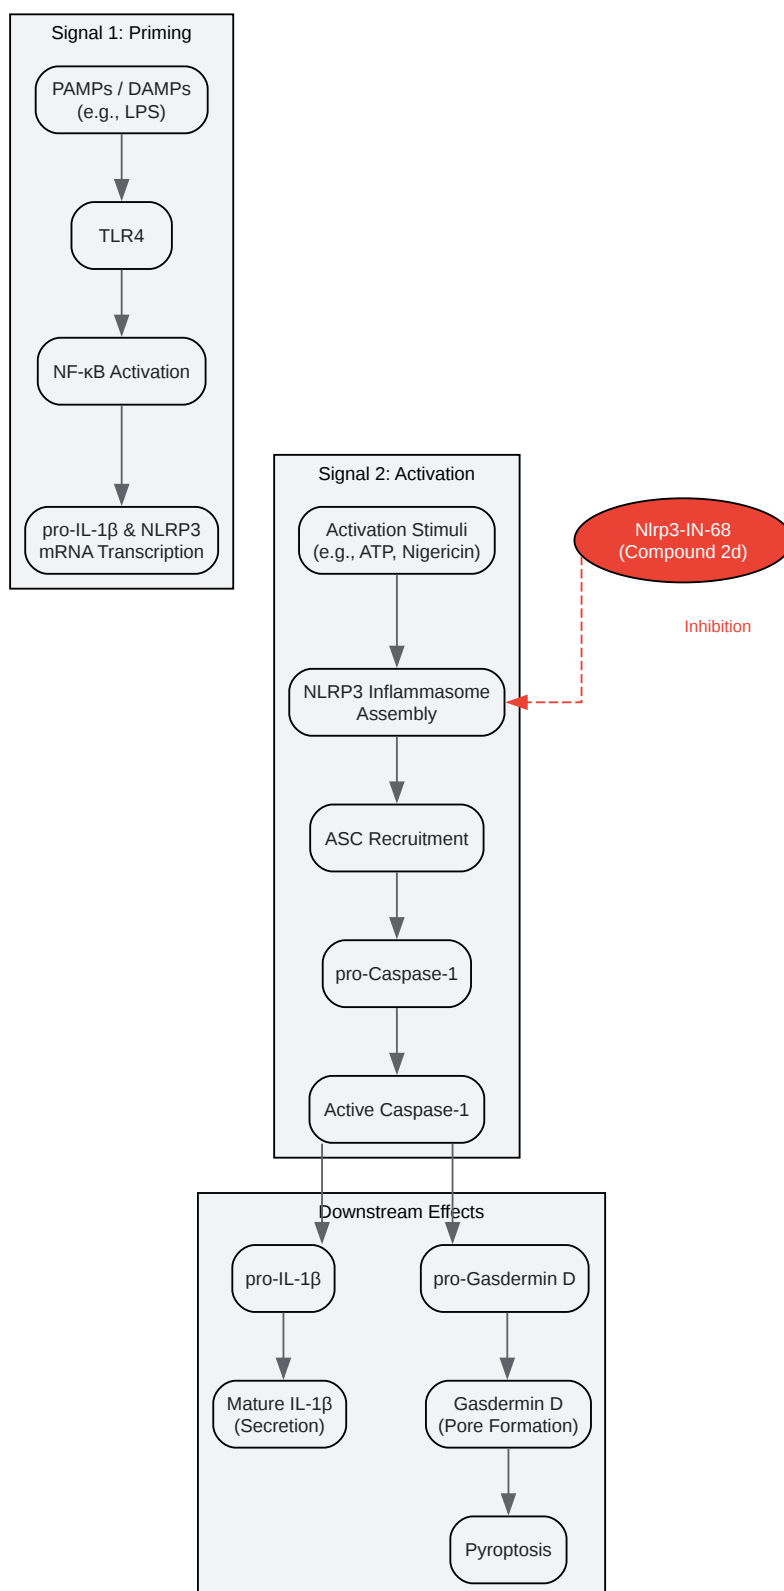 Signal 1: Priming
PAMPs / DAMPs
(e.g., LPS)
TLR4
NF-κB Activation
pro-IL-1β & NLRP3
mRNA Transcription
Signal 2: Activation
Activation Stimuli
(e.g., ATP, Nigericin)
Nlrp3-IN-68
(Compound 2d)
Inhibition
NLRP3 Inflammasome
Assembly
ASC Recruitment
pro-Caspase-1
Active Caspase-1
Downstream Effects
pro-IL-1β
pro-Gasdermin D
Mature IL-1β
(Secretion)
Gasdermin D
(Pore Formation)
Pyroptosis